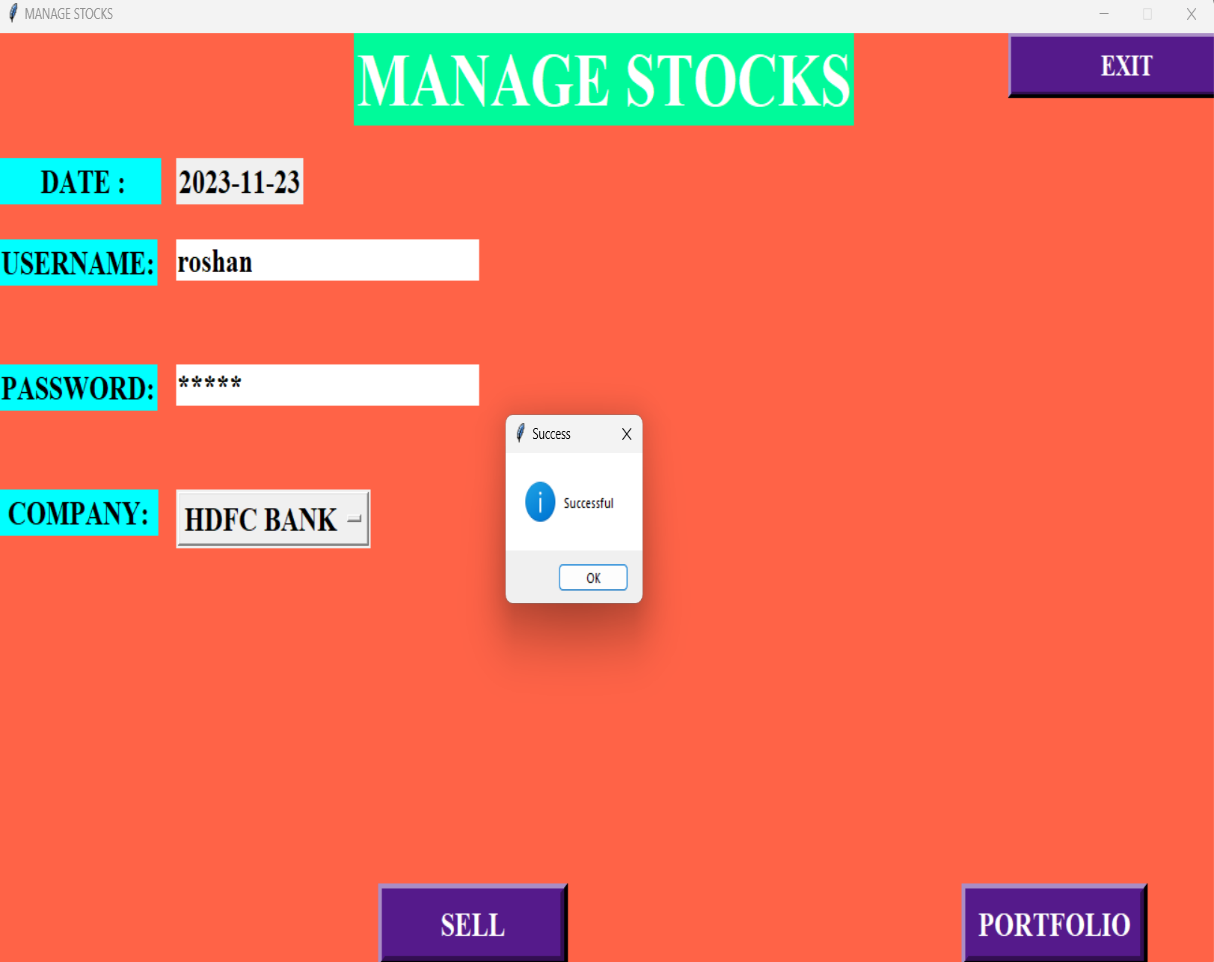 MANAGE STOCKS
MANAGE STOCKS
EXIT
DATE : 2023-11-23
USERNAME: roshan
PASSWORD: *****
Success
Successful
OK
COMPANY: HDFC BANK
SELL
PORTFOLIO